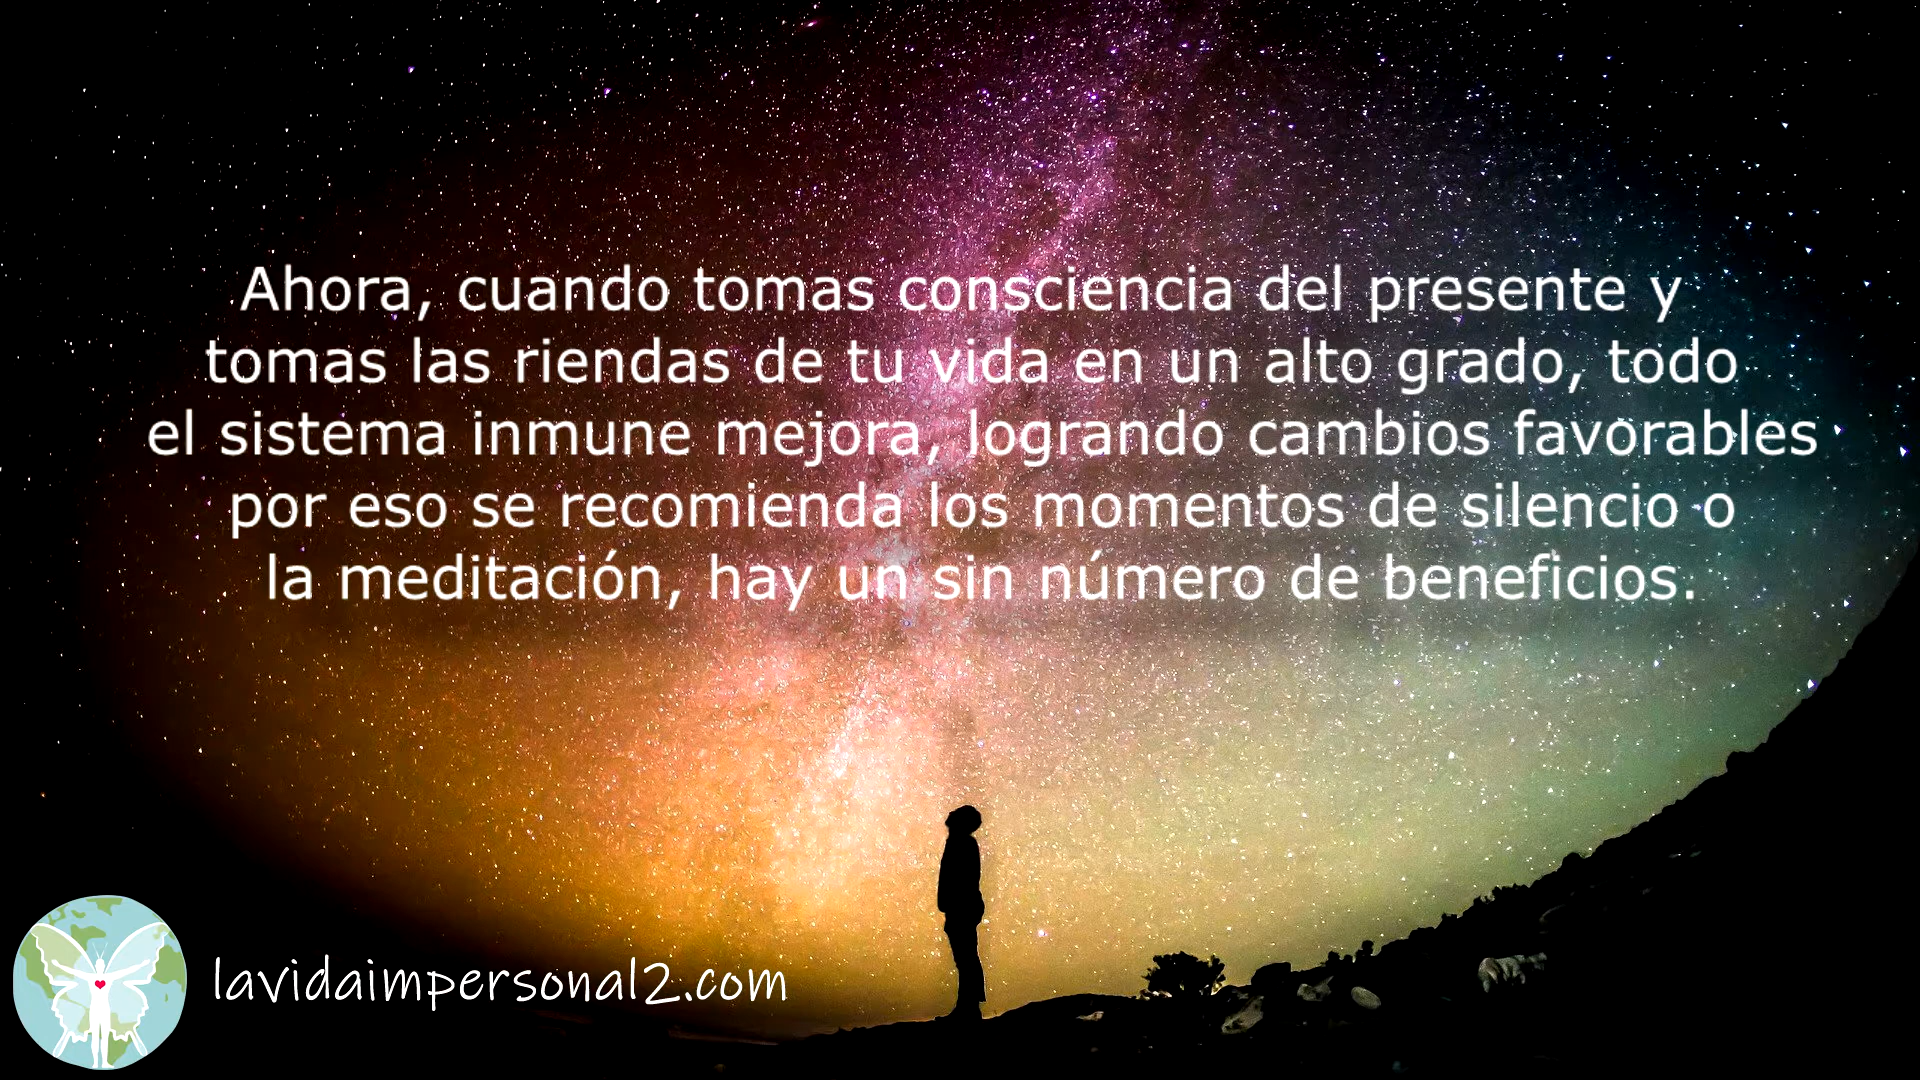 Ahora, cuando tomas consciencia del presente y
tomas las riendas de tu vida en un alto grado, todo
el sistema inmune mejora, logrando cambios favorables
por eso se recomienda los momentos de silencio o
la meditación, hay un sin número de beneficios.
lavidaimpersonal2.com